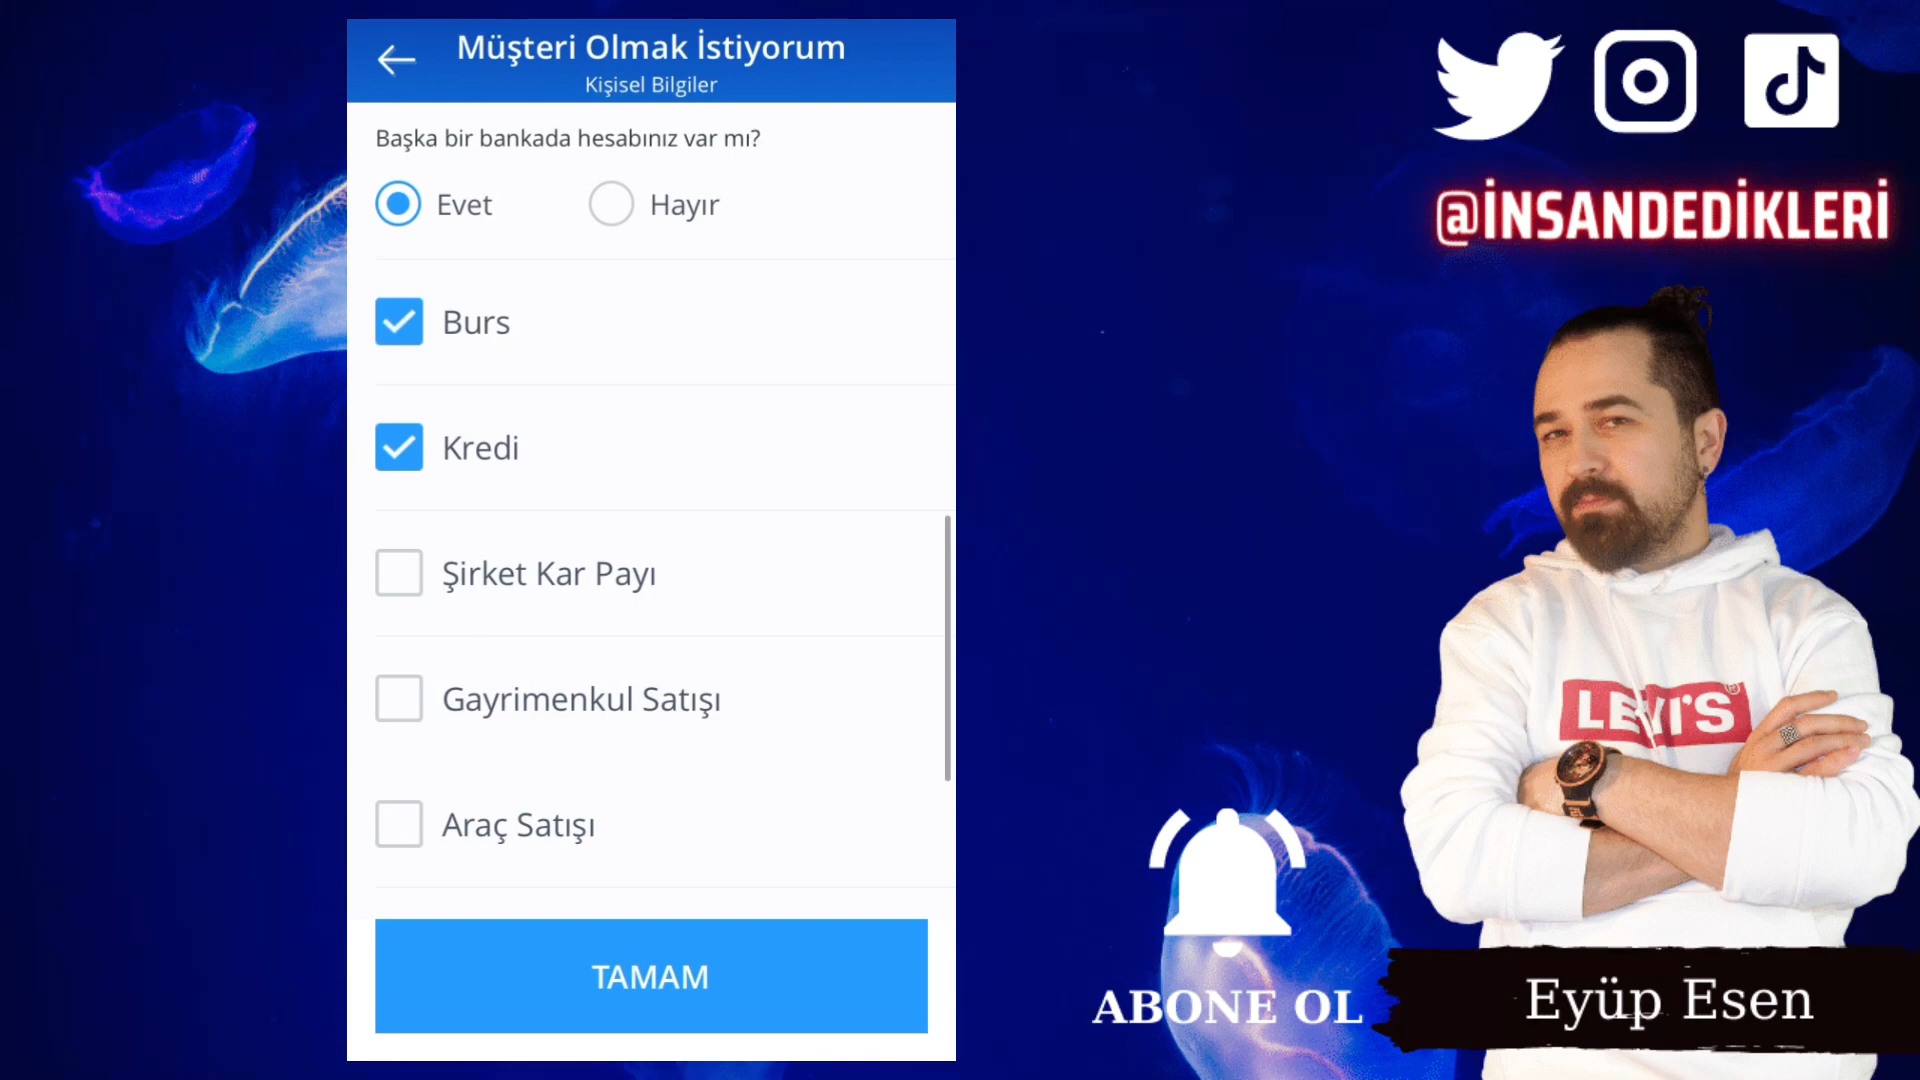 Müşteri Olmak İstiyorum
Kişisel Bilgiler
Başka bir bankada hesabınız var mı?
Evet
Hayır
Burs
Kredi
Şirket Kar Payı
Gayrimenkul Satışı
Araç Satışı
TAMAM
@İNSANDEDİKLERİ
LEVI'S®
ABONE OL
Eyüp Esen